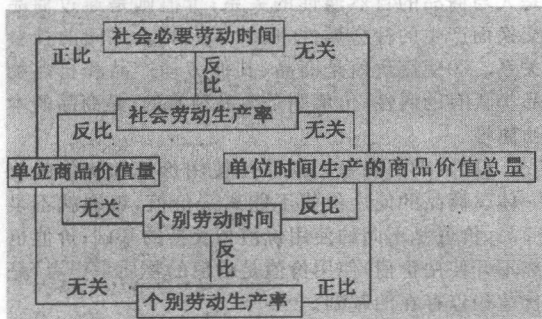 社会必要劳动时间
正比
无关
反比
社会劳动生产率
反比
无关
单位商品价值量
单位时间生产的商品价值总量
无关
个别劳动时间
反比
反比
无关
个别劳动生产率
正比